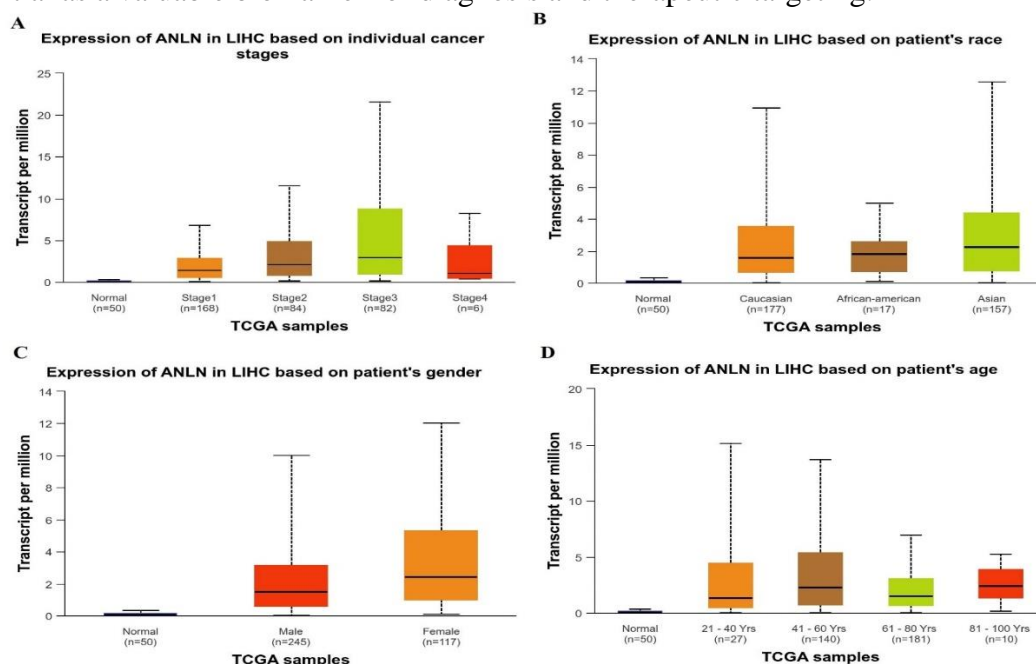 A
Expression of ANLN in LIHC based on individual cancer
stages
Transcript per million
25
20
15
10
5
0
Normal
(n=50)
Stage1
(n=168)
Stage2
(n=84)
Stage3
(n=82)
Stage4
(n=6)
TCGA samples
B
Expression of ANLN in LIHC based on patient's race
Transcript per million
14
12
10
8
6
4
2
0
Normal
(n=50)
Caucasian
(n=177)
African-american
(n=17)
Asian
(n=157)
TCGA samples
C
Expression of ANLN in LIHC based on patient's gender
Transcript per million
14
12
10
8
6
4
2
0
Normal
(n=50)
Male
(n=245)
Female
(n=117)
TCGA samples
D
Expression of ANLN in LIHC based on patient's age
Transcript per million
20
15
10
5
0
Normal
(n=50)
21 - 40 Yrs
(n=27)
41 - 60 Yrs
(n=140)
61 - 80 Yrs
(n=181)
81 - 100 Yrs
(n=10)
TCGA samples